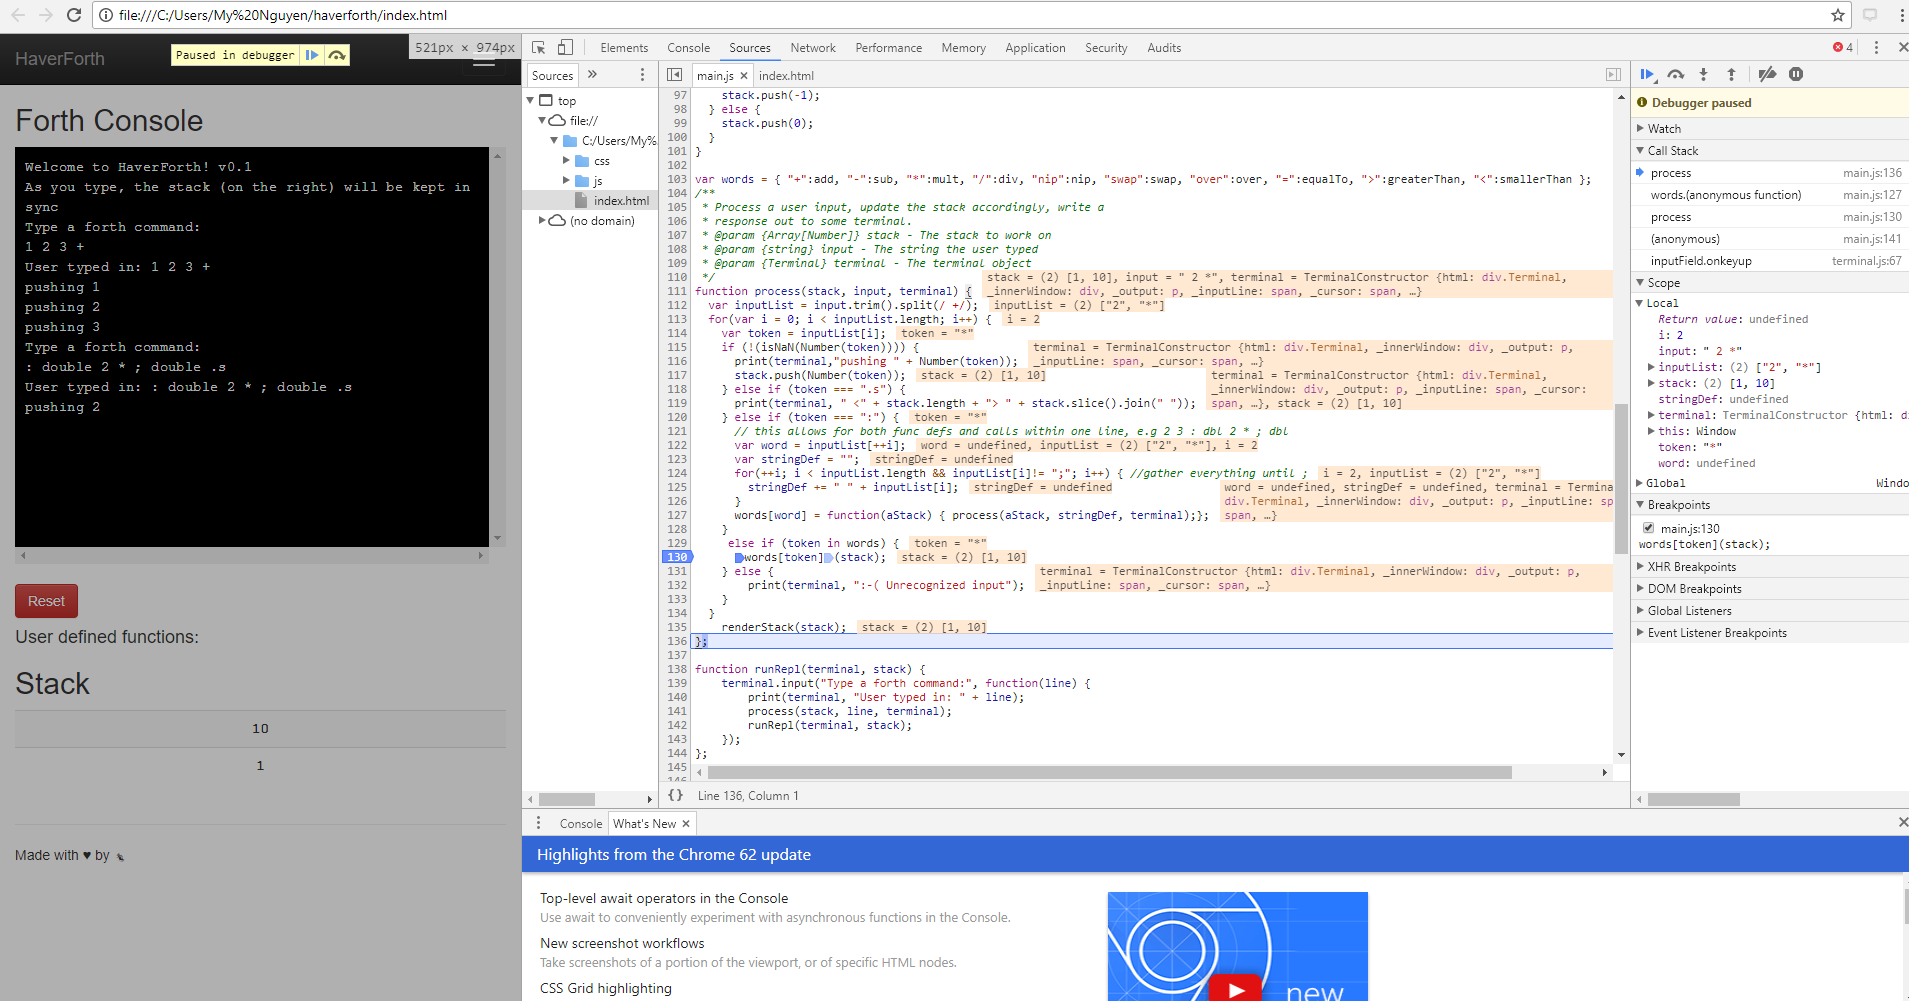 file:///C:/Users/My%20Nguyen/haverforth/index.html
HaverForth
Paused in debugger
521px × 974px
Forth Console
Welcome to HaverForth! v0.1
As you type, the stack (on the right) will be kept in
sync
Type a forth command:
1 2 3 +
User typed in: 1 2 3 +
pushing 1
pushing 2
pushing 3
Type a forth command:
: double 2 * ; double .s
User typed in: : double 2 * ; double .s
pushing 2
Reset
User defined functions:
Stack
10
1
Made with ♥ by
Elements Console Sources Network Performance Memory Application Security Audits 4
Sources
top
file://
C:/Users/My%
css
js
index.html
(no domain)
main.js index.html
97 stack.push(-1);
98 } else {
99 stack.push(0);
100 }
101 }
102
103 var words = { "+":add, "-":sub, "*":mult, "/":div, "nip":nip, "swap":swap, "over":over, "=":equalTo, ">":greaterThan, "<":smallerThan };
104 /**
105 * Process a user input, update the stack accordingly, write a
106 * response out to some terminal.
107 * @param {Array[Number]} stack - The stack to work on
108 * @param {string} input - The string the user typed
109 * @param {Terminal} terminal - The terminal object
110 */ stack = (2) [1, 10], input = " 2 *", terminal = TerminalConstructor {html: div.Terminal,
111 function process(stack, input, terminal) { _innerWindow: div, _output: p, _inputLine: span, _cursor: span, …}
112 var inputList = input.trim().split(/ +/); inputList = (2) ["2", "*"]
113 for(var i = 0; i < inputList.length; i++) { i = 2
114 var token = inputList[i]; token = "*"
115 if (!(isNaN(Number(token)))) { terminal = TerminalConstructor {html: div.Terminal, _innerWindow: div, _output: p,
116 print(terminal,"pushing " + Number(token)); _inputLine: span, _cursor: span, …}
117 stack.push(Number(token)); stack = (2) [1, 10] terminal = TerminalConstructor {html: div.Terminal,
118 } else if (token === ".s") { _innerWindow: div, _output: p, _inputLine: span, _cursor:
119 print(terminal, " <" + stack.length + "> " + stack.slice().join(" ")); span, …}, stack = (2) [1, 10]
120 } else if (token === ":") { token = "*"
121 // this allows for both func defs and calls within one line, e.g 2 3 : dbl 2 * ; dbl
122 var word = inputList[++i]; word = undefined, inputList = (2) ["2", "*"], i = 2
123 var stringDef = ""; stringDef = undefined
124 for(++i; i < inputList.length && inputList[i]!= ";"; i++) { //gather everything until ; i = 2, inputList = (2) ["2", "*"]
125 stringDef += " " + inputList[i]; stringDef = undefined word = undefined, stringDef = undefined, terminal = Termina
126 } div.Terminal, _innerWindow: div, _output: p, _inputLine: sp
127 words[word] = function(aStack) { process(aStack, stringDef, terminal);}; span, …}
128 }
129 else if (token in words) { token = "*"
130 words[token] (stack); stack = (2) [1, 10]
131 } else { terminal = TerminalConstructor {html: div.Terminal, _innerWindow: div, _output: p,
132 print(terminal, ":-( Unrecognized input"); _inputLine: span, _cursor: span, …}
133 }
134 }
135 renderStack(stack); stack = (2) [1, 10]
136 };
137
138 function runRepl(terminal, stack) {
139 terminal.input("Type a forth command:", function(line) {
140 print(terminal, "User typed in: " + line);
141 process(stack, line, terminal);
142 runRepl(terminal, stack);
143 });
144 };
145
146
{} Line 136, Column 1
Debugger paused
Watch
Call Stack
process main.js:136
words.(anonymous function) main.js:127
process main.js:130
(anonymous) main.js:141
inputField.onkeyup terminal.js:67
Scope
Local
Return value: undefined
i: 2
input: " 2 *"
inputList: (2) ["2", "*"]
stack: (2) [1, 10]
stringDef: undefined
terminal: TerminalConstructor {html: di
this: Window
token: "*"
word: undefined
Global Windo
Breakpoints
main.js:130
words[token](stack);
XHR Breakpoints
DOM Breakpoints
Global Listeners
Event Listener Breakpoints
Console What's New
Highlights from the Chrome 62 update
Top-level await operators in the Console
Use await to conveniently experiment with asynchronous functions in the Console.
New screenshot workflows
Take screenshots of a portion of the viewport, or of specific HTML nodes.
CSS Grid highlighting
new